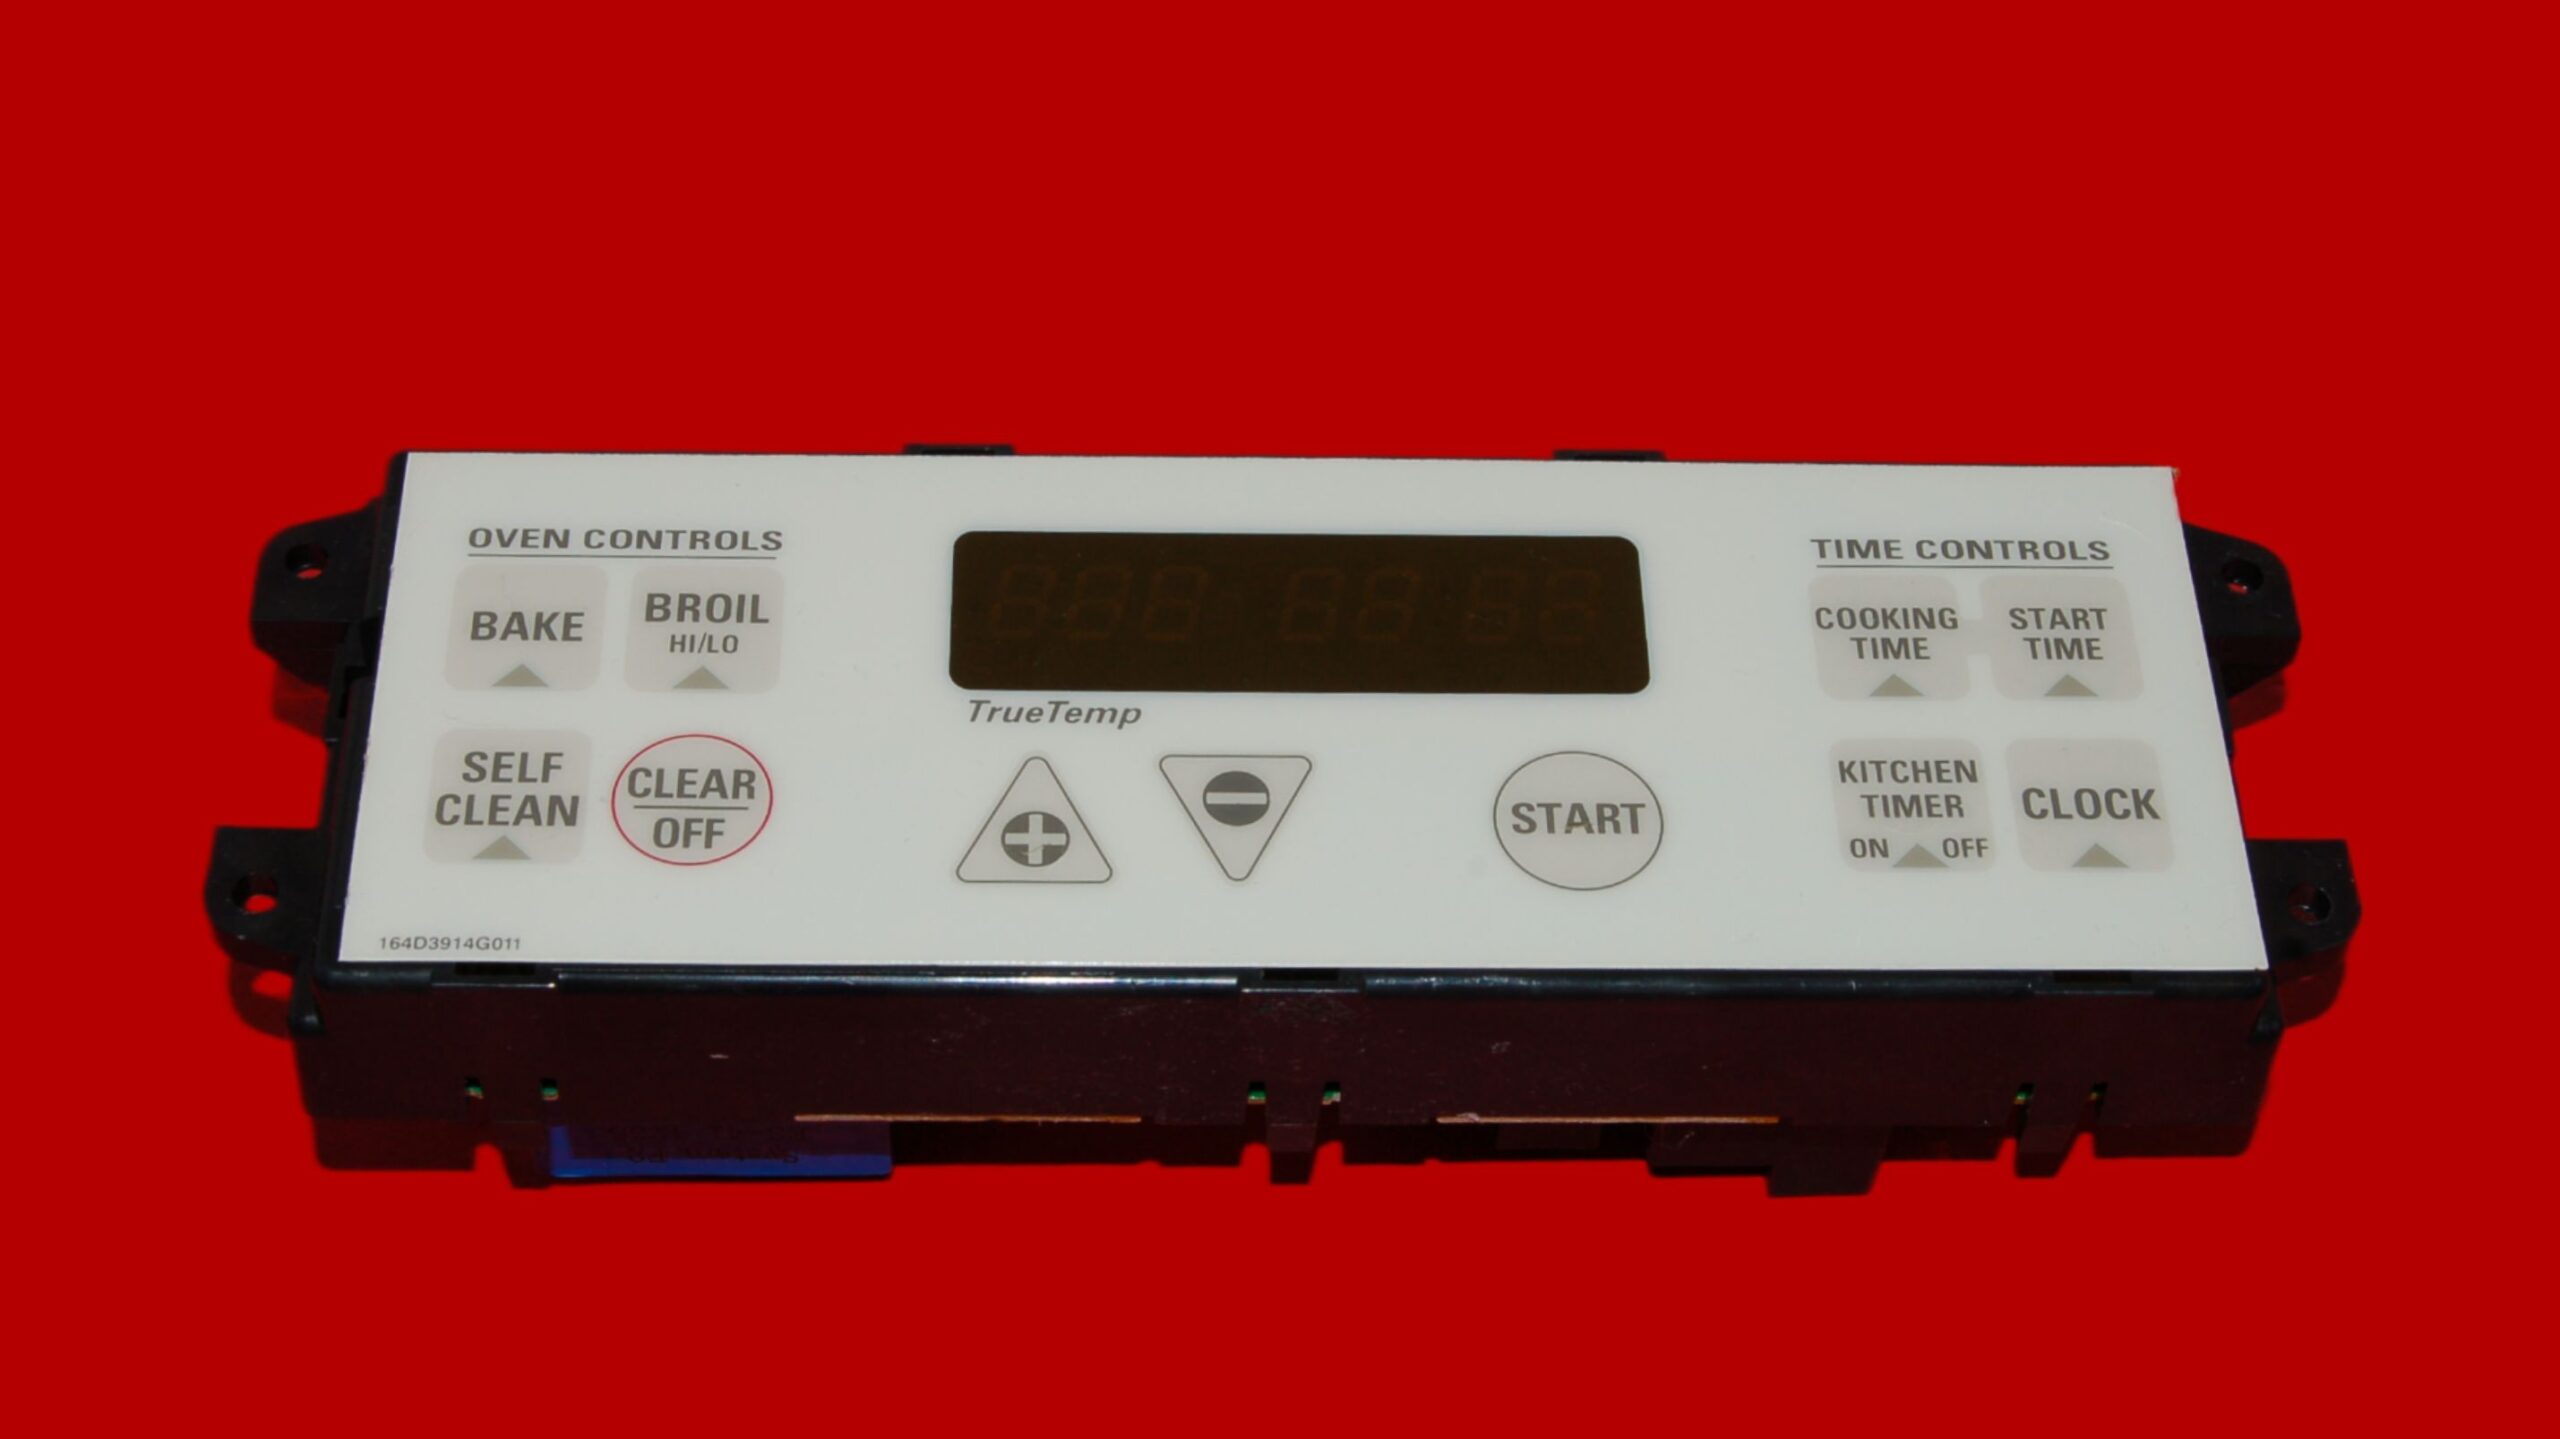 OVEN CONTROLS
BAKE
BROIL
HI/LO
SELF
CLEAN
CLEAR
OFF
164D3914G011
TrueTemp
START
TIME CONTROLS
COOKING
TIME
START
TIME
KITCHEN
TIMER
ON OFF
CLOCK